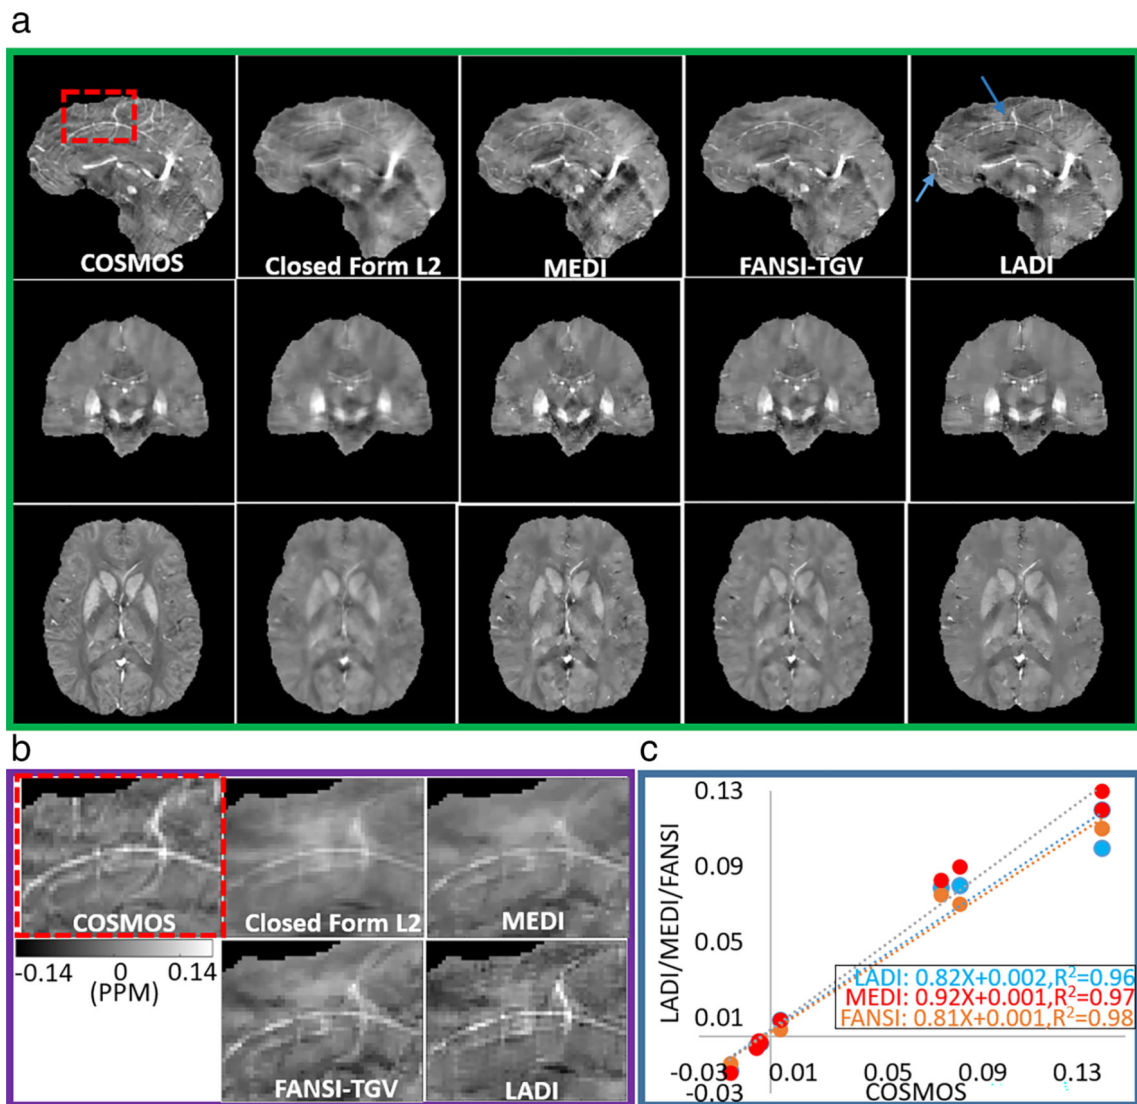 a
COSMOS
Closed Form L2
MEDI
FANSI-TGV
LADI
b
COSMOS
Closed Form L2
MEDI
-0.14 0 0.14
(PPM)
FANSI-TGV
LADI
c
LADI/MEDI/FANSI
0.13
0.09
0.05
0.01
-0.03
LADI: 0.82X+0.002,R²=0.96
MEDI: 0.92X+0.001,R²=0.97
FANSI: 0.81X+0.001,R²=0.98
-0.03 0.01 0.05 0.09 0.13
COSMOS